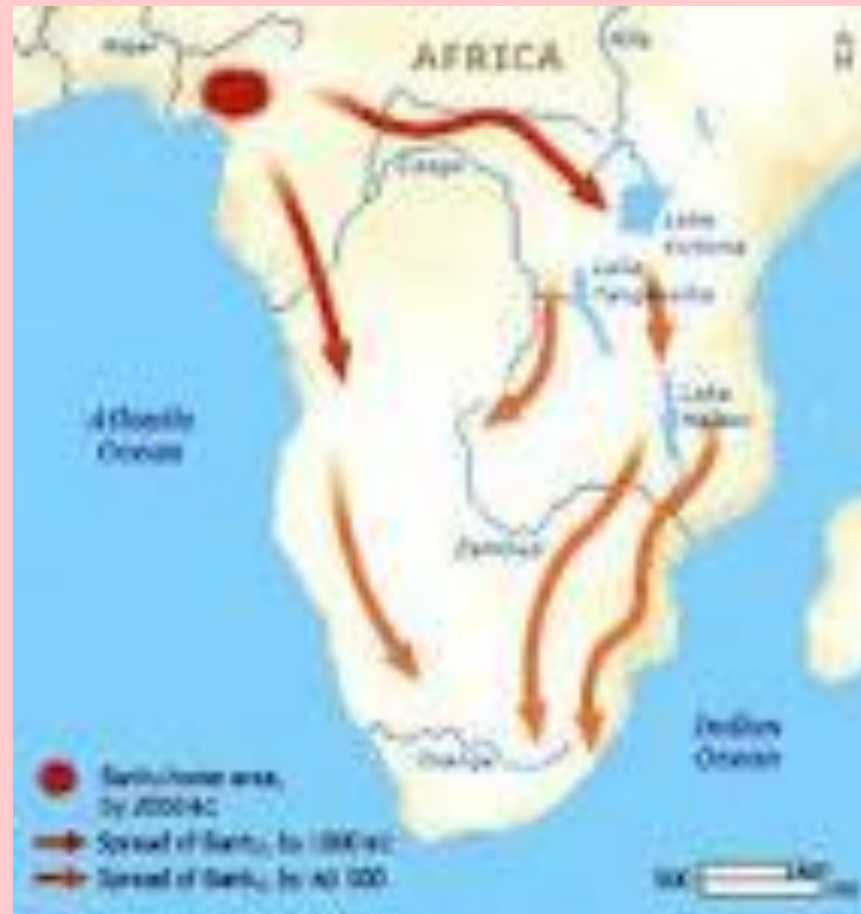 Niger
AFRICA
Nile
Congo
Lake
Victoria
Lake
Tanganyika
Atlantic
Ocean
Lake
Zambezi
Indian
Ocean
Orange
Bantu home area,
by 2000 BC
Spread of Bantu, by 1000 BC
Spread of Bantu, by AD 500